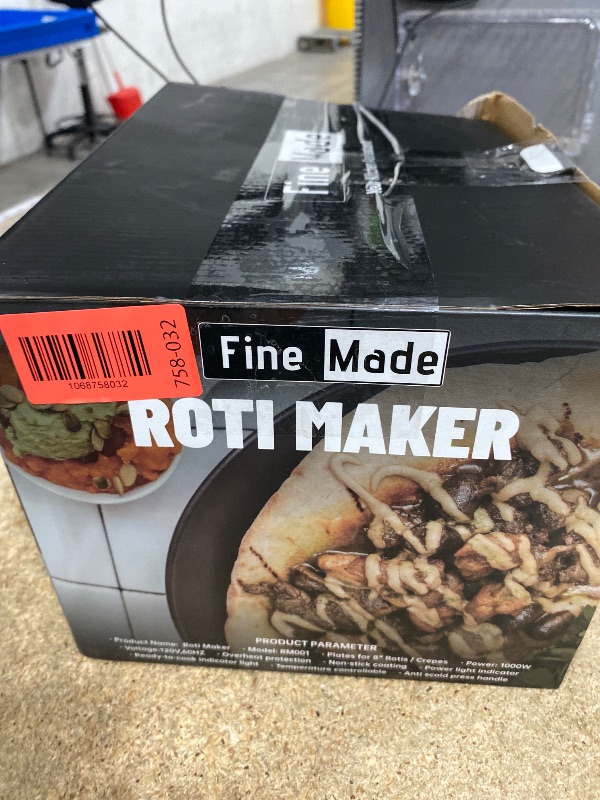 Fine Made
1068758032
758-032
Fine Made
ROTI MAKER
PRODUCT PARAMETER
· Product Name: Roti Maker · Model: RM001 · Plates for 8" Rotis / Crepes · Power: 1000W
· Voltage:120V,60HZ · Overheat protection · Non-stick coating · Power light indicator
· Ready-to-cook indicator light · Temperature controllable · Anti scald press handle